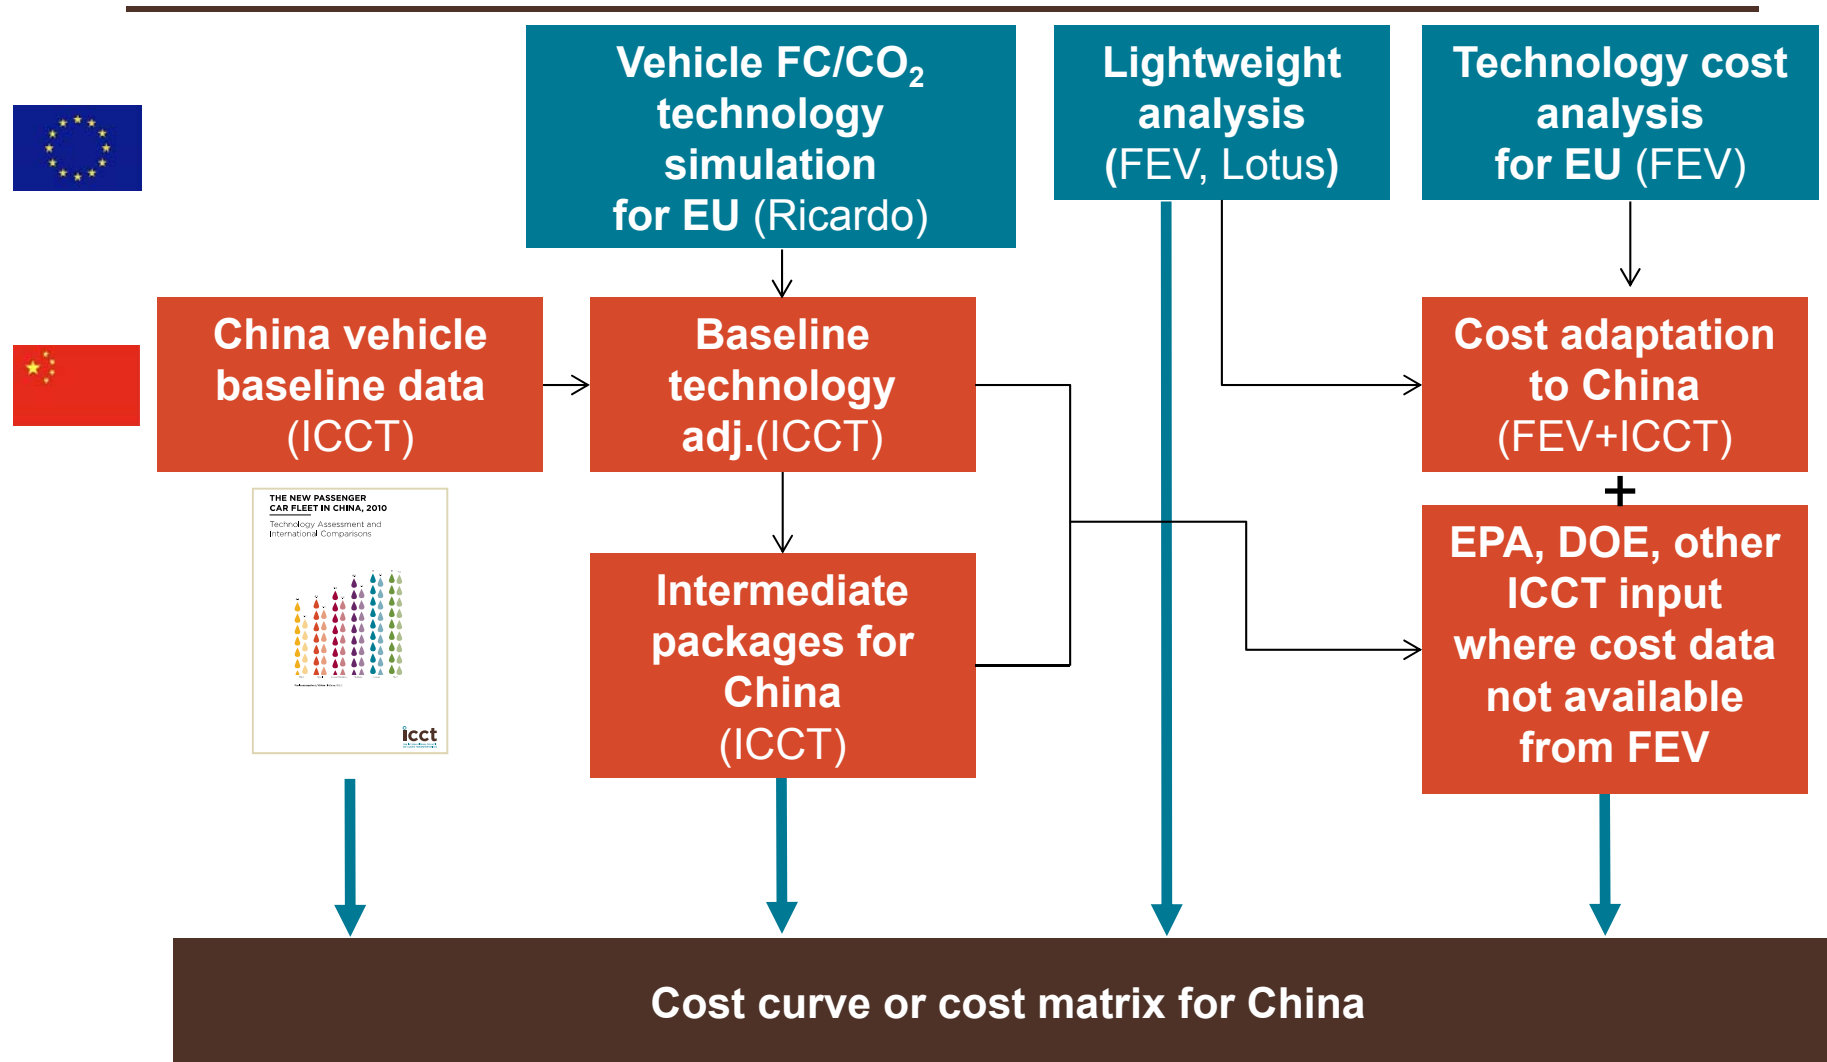 Vehicle FC/CO₂
technology
simulation
for EU (Ricardo)
Lightweight
analysis
(FEV, Lotus)
Technology cost
analysis
for EU (FEV)
China vehicle
baseline data
(ICCT)
Baseline
technology
adj.(ICCT)
Cost adaptation
to China
(FEV+ICCT)
+
THE NEW PASSENGER
CAR FLEET IN CHINA, 2010
Technology Assessment and
International Comparisons
icct
Intermediate
packages for
China
(ICCT)
EPA, DOE, other
ICCT input
where cost data
not available
from FEV
Cost curve or cost matrix for China